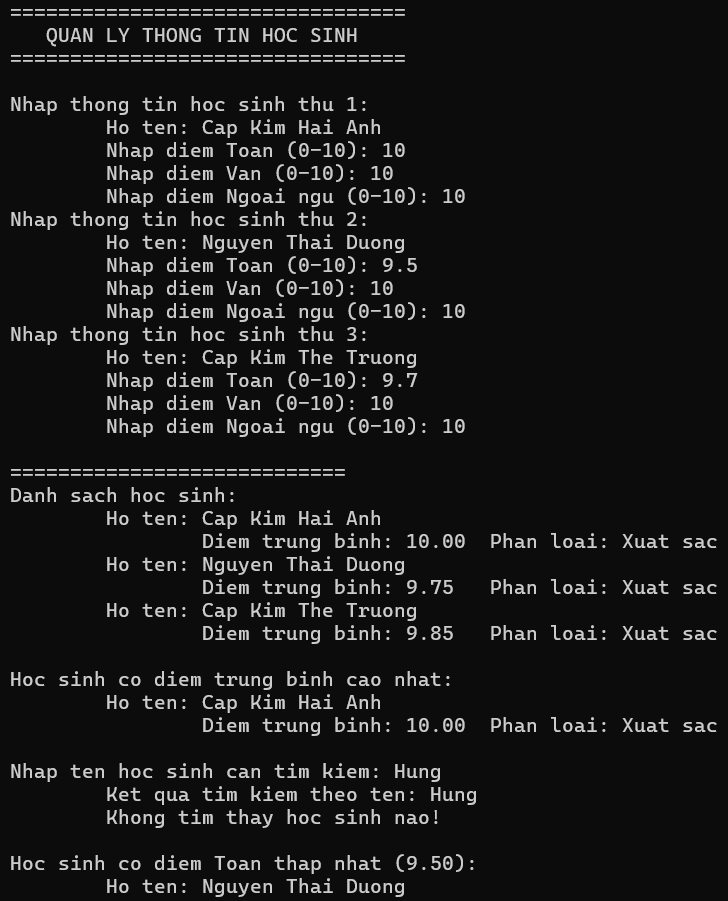 =================================
QUAN LY THONG TIN HOC SINH
=================================
Nhap thong tin hoc sinh thu 1:
Ho ten: Cap Kim Hai Anh
Nhap diem Toan (0-10): 10
Nhap diem Van (0-10): 10
Nhap diem Ngoai ngu (0-10): 10
Nhap thong tin hoc sinh thu 2:
Ho ten: Nguyen Thai Duong
Nhap diem Toan (0-10): 9.5
Nhap diem Van (0-10): 10
Nhap diem Ngoai ngu (0-10): 10
Nhap thong tin hoc sinh thu 3:
Ho ten: Cap Kim The Truong
Nhap diem Toan (0-10): 9.7
Nhap diem Van (0-10): 10
Nhap diem Ngoai ngu (0-10): 10
============================
Danh sach hoc sinh:
Ho ten: Cap Kim Hai Anh
Diem trung binh: 10.00  Phan loai: Xuat sac
Ho ten: Nguyen Thai Duong
Diem trung binh: 9.75   Phan loai: Xuat sac
Ho ten: Cap Kim The Truong
Diem trung binh: 9.85   Phan loai: Xuat sac
Hoc sinh co diem trung binh cao nhat:
Ho ten: Cap Kim Hai Anh
Diem trung binh: 10.00  Phan loai: Xuat sac
Nhap ten hoc sinh can tim kiem: Hung
Ket qua tim kiem theo ten: Hung
Khong tim thay hoc sinh nao!
Hoc sinh co diem Toan thap nhat (9.50):
Ho ten: Nguyen Thai Duong